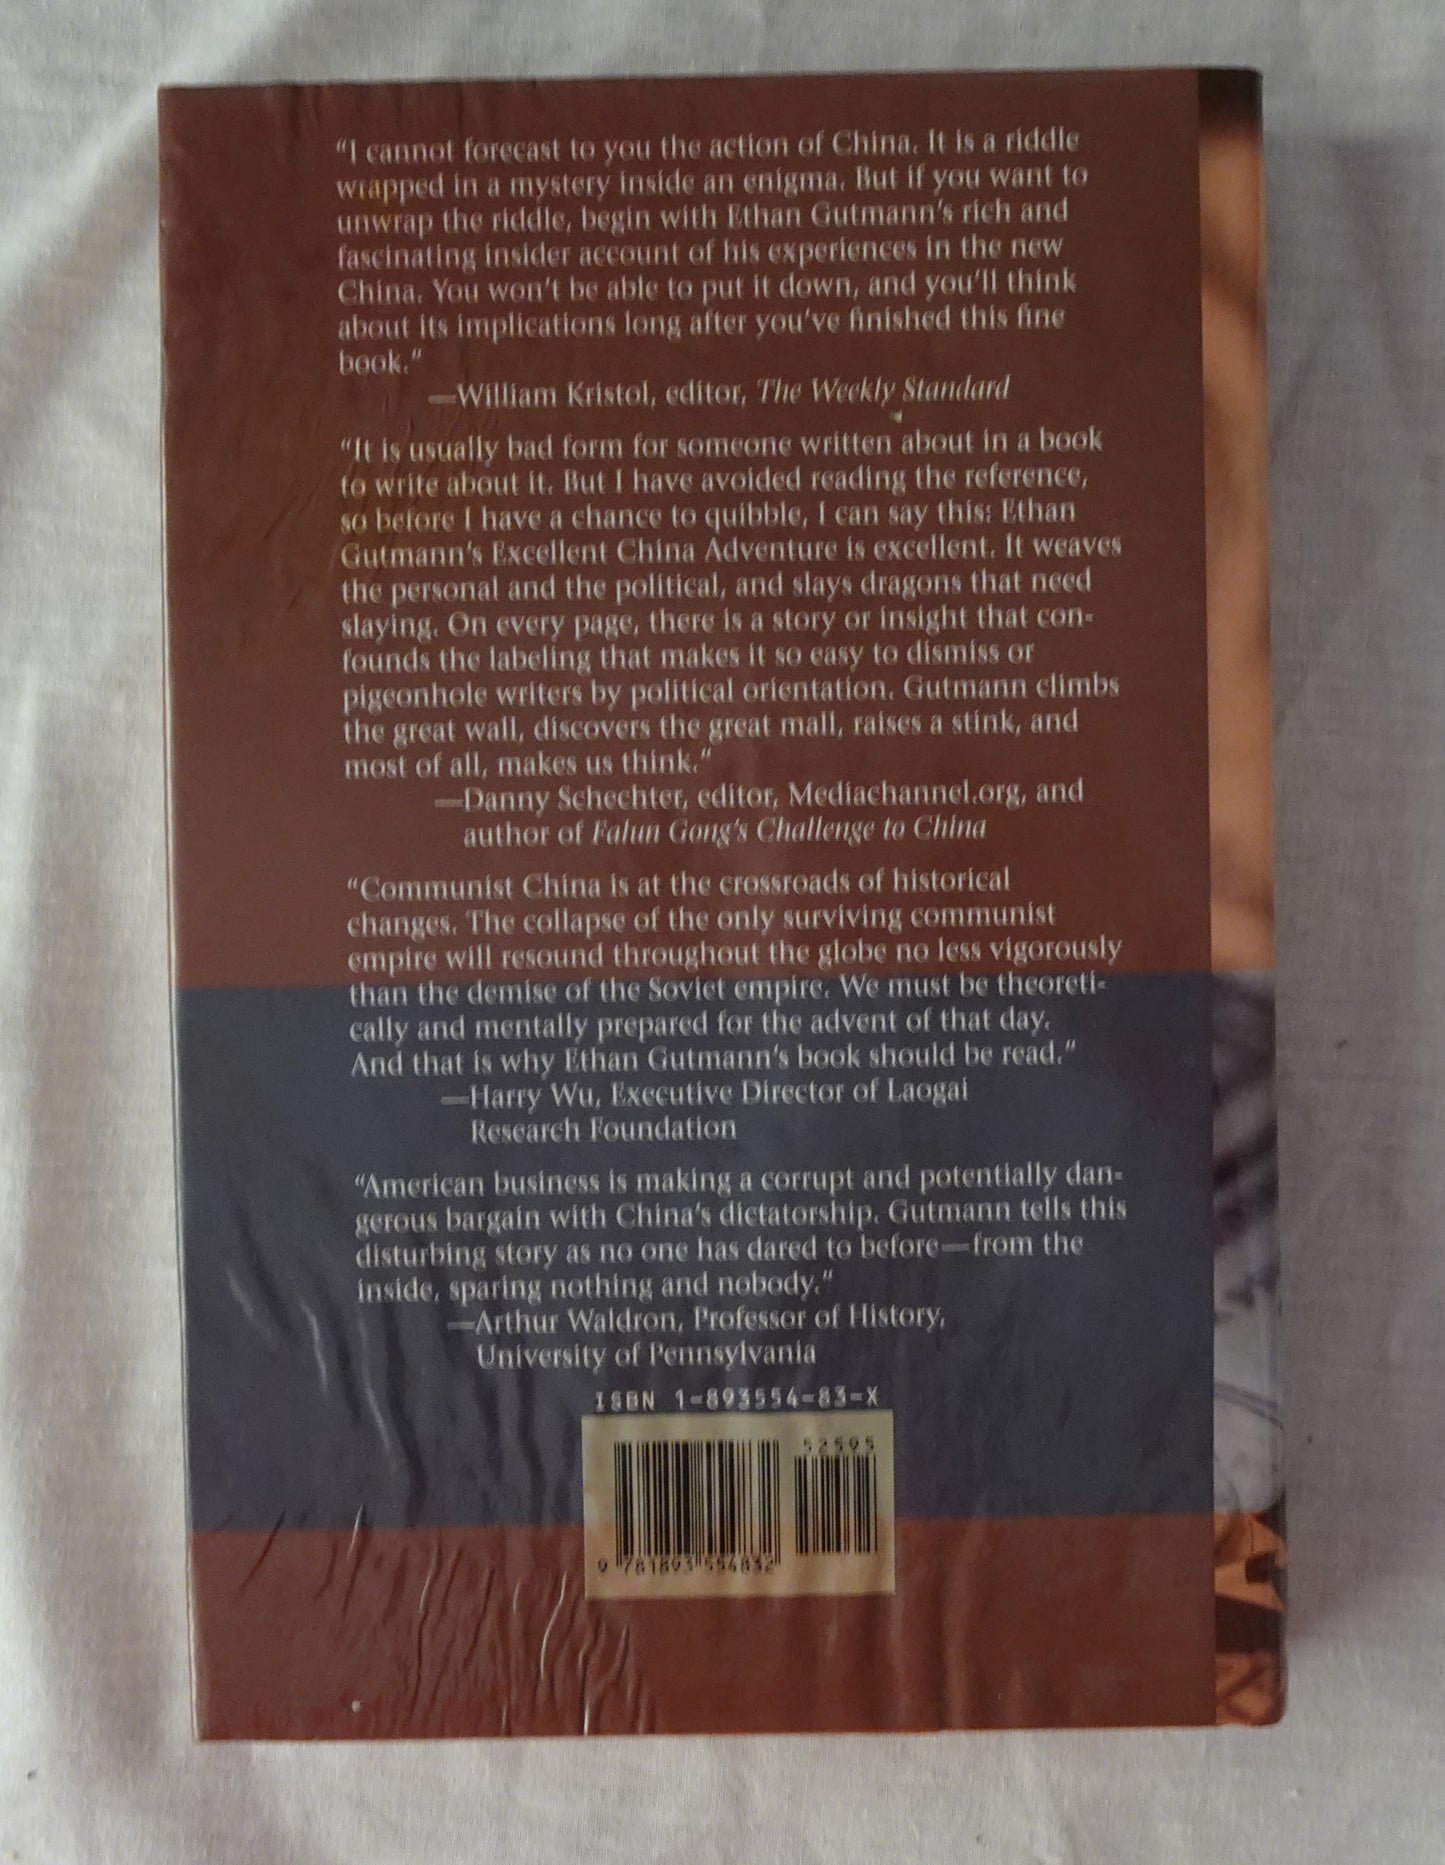 “I cannot forecast to you the action of China. It is a riddle
wrapped in a mystery inside an enigma. But if you want to
unwrap the riddle, begin with Ethan Gutmann’s rich and
fascinating insider account of his experiences in the new
China. You won’t be able to put it down, and you’ll think
about its implications long after you’ve finished this fine
book.”
—William Kristol, editor, The Weekly Standard
“It is usually bad form for someone written about in a book
to write about it. But I have avoided reading the reference,
so before I have a chance to quibble, I can say this: Ethan
Gutmann’s Excellent China Adventure is excellent. It weaves
the personal and the political, and slays dragons that need
slaying. On every page, there is a story or insight that con-
founds the labeling that makes it so easy to dismiss or
pigeonhole writers by political orientation. Gutmann climbs
the great wall, discovers the great mall, raises a stink, and
most of all, makes us think.”
—Danny Schechter, editor, Mediachannel.org, and
author of Falun Gong’s Challenge to China
“Communist China is at the crossroads of historical
changes. The collapse of the only surviving communist
empire will resound throughout the globe no less vigorously
than the demise of the Soviet empire. We must be theoreti-
cally and mentally prepared for the advent of that day.
And that is why Ethan Gutmann’s book should be read.”
—Harry Wu, Executive Director of Laogai
Research Foundation
“American business is making a corrupt and potentially dan-
gerous bargain with China’s dictatorship. Gutmann tells this
disturbing story as no one has dared to before—from the
inside, sparing nothing and nobody.”
—Arthur Waldron, Professor of History,
University of Pennsylvania
ISBN 1-893554-83-X
52595
9 781893 554832